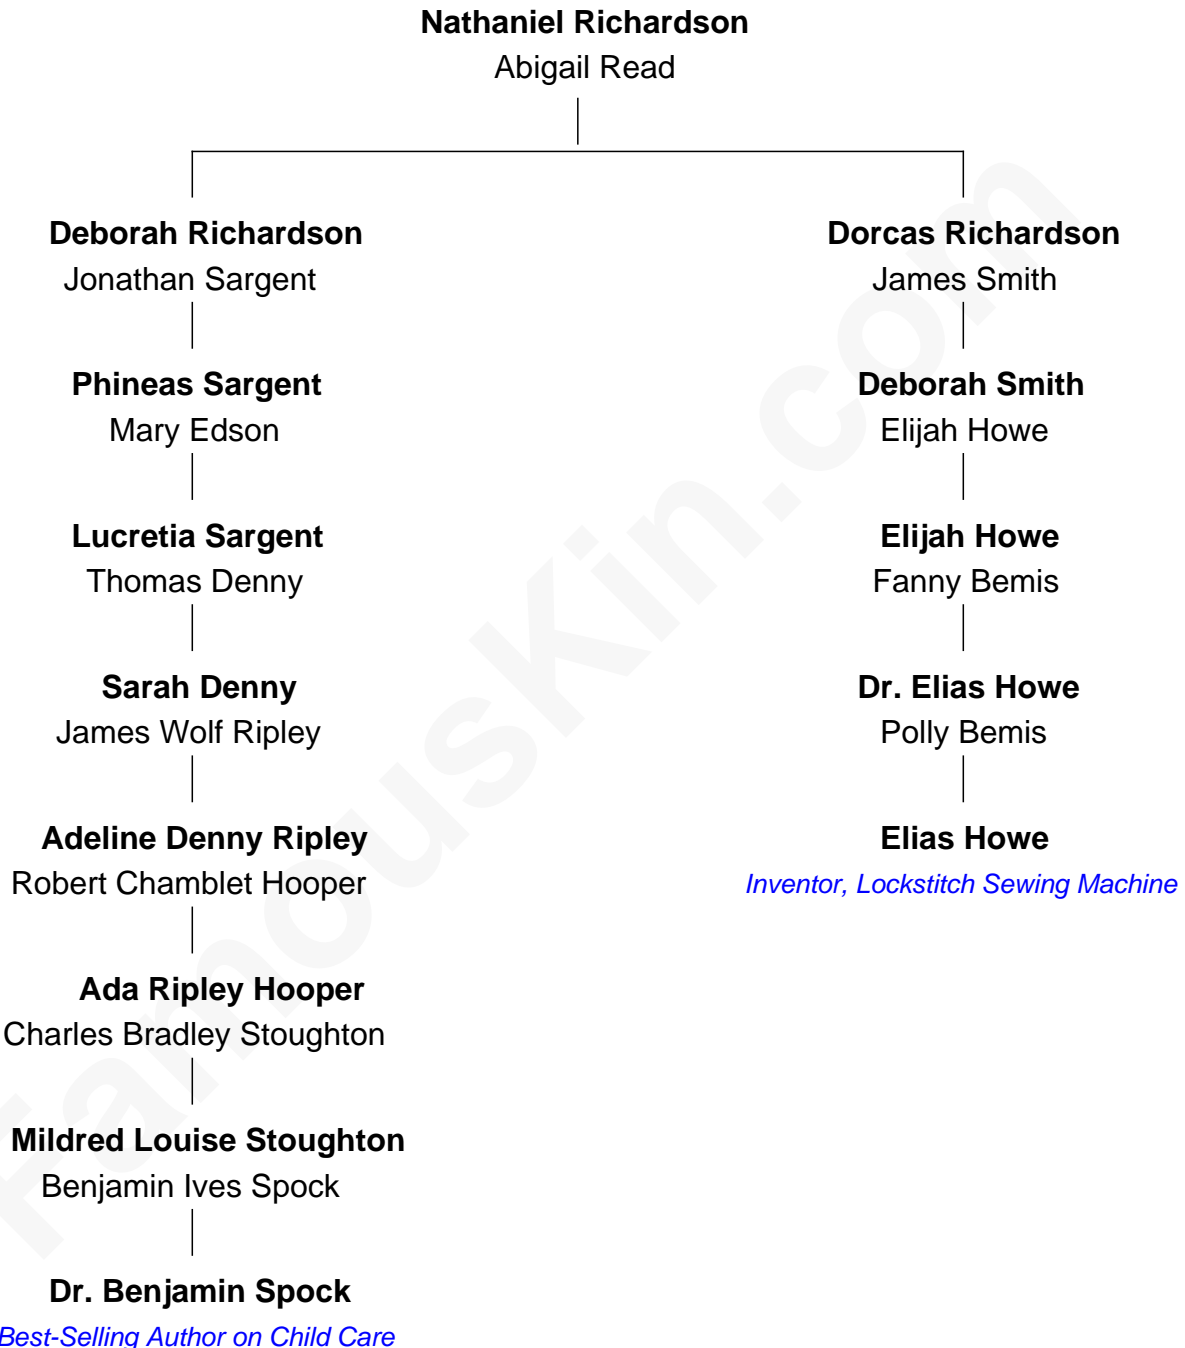 Nathaniel Richardson
Abigail Read
Deborah Richardson
Jonathan Sargent
Phineas Sargent
Mary Edson
Lucretia Sargent
Thomas Denny
Sarah Denny
James Wolf Ripley
Adeline Denny Ripley
Robert Chamblet Hooper
Ada Ripley Hooper
Charles Bradley Stoughton
Mildred Louise Stoughton
Benjamin Ives Spock
Dr. Benjamin Spock
Best-Selling Author on Child Care
Dorcas Richardson
James Smith
Deborah Smith
Elijah Howe
Elijah Howe
Fanny Bemis
Dr. Elias Howe
Polly Bemis
Elias Howe
Inventor, Lockstitch Sewing Machine
FamousKin.com